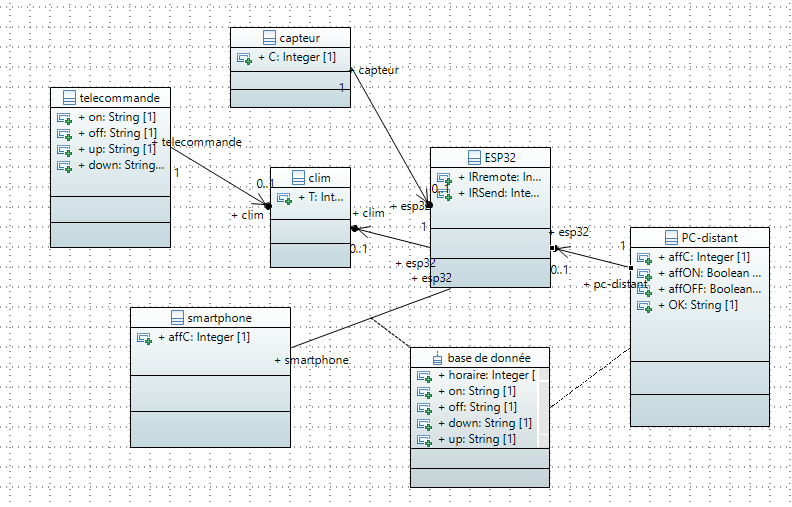 capteur
+ C: Integer [1]
+ capteur
1
telecommande
+ on: String [1]
+ off: String [1]
+ up: String [1]
+ down: String...
+ telecommande
1
0..1
+ clim
clim
+ T: Int...
+ clim
0..1
ESP32
+ IRremote: In...
+ IRSend: Inte...
0..1
+ esp32
1
+ esp32
+ esp32
+ esp32
0..1
1
+ pc-distant
PC-distant
+ affC: Integer [1]
+ affON: Boolean ...
+ affOFF: Boolean...
+ OK: String [1]
smartphone
+ affC: Integer [1]
+ smartphone
base de donnée
+ horaire: Integer [
+ on: String [1]
+ off: String [1]
+ down: String [1]
+ up: String [1]